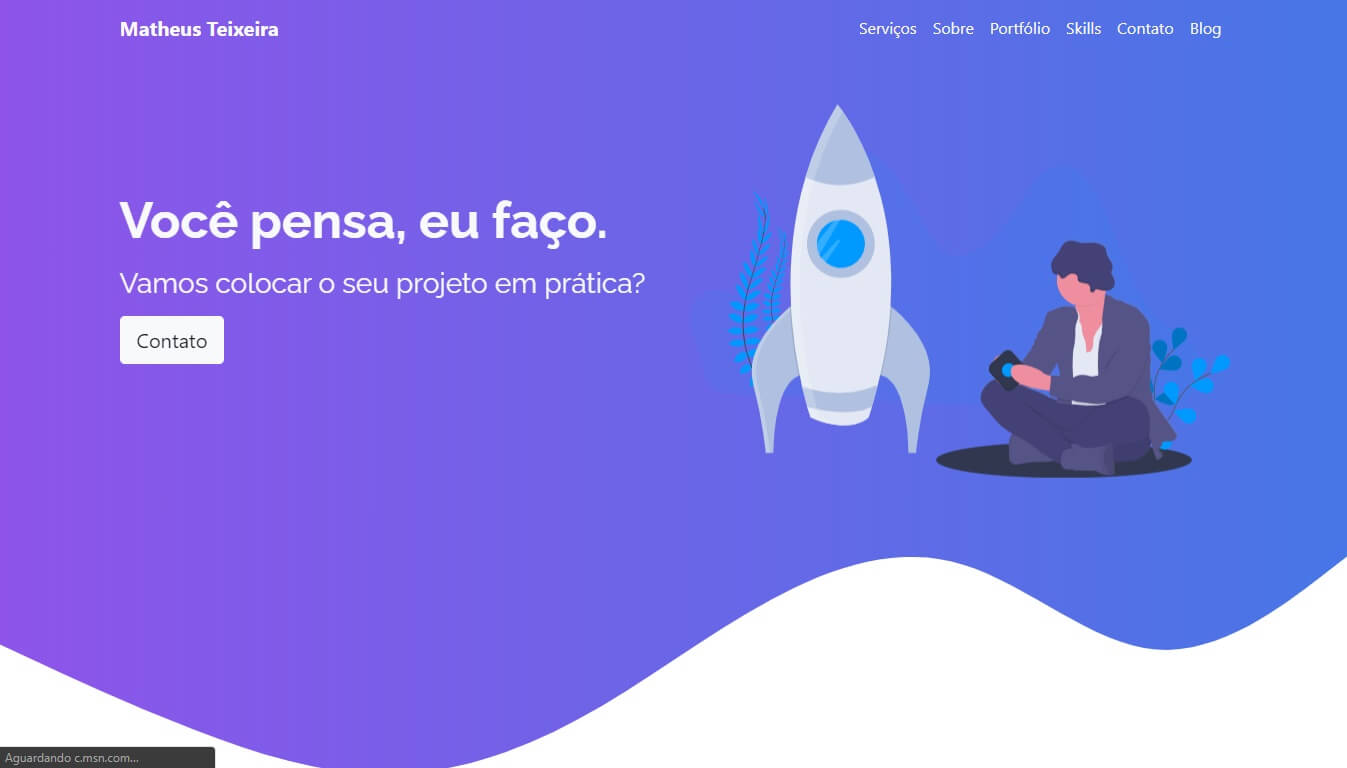 Matheus Teixeira
Serviços Sobre Portfólio Skills Contato Blog
Você pensa, eu faço.
Vamos colocar o seu projeto em prática?
Contato
Aguardando c.msn.com...